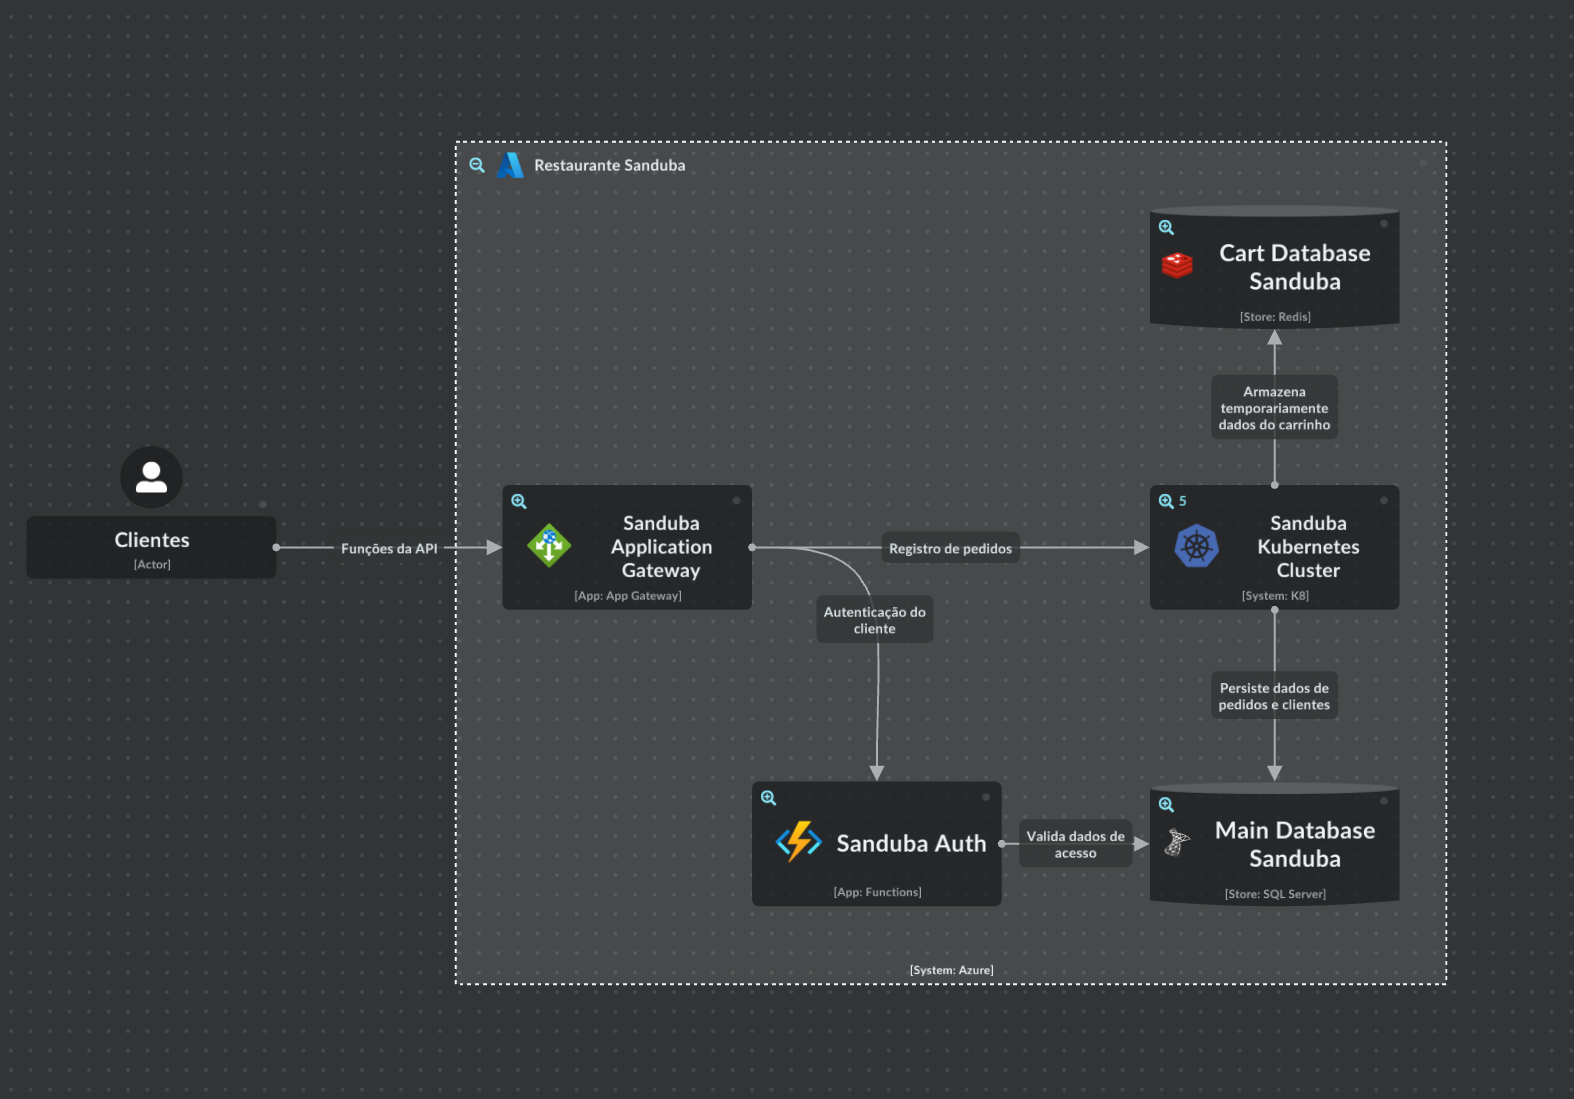 Restaurante Sanduba
Cart Database
Sanduba
[Store: Redis]
Armazena
temporariamente
dados do carrinho
Clientes
[Actor]
Funções da API
Sanduba
Application
Gateway
[App: App Gateway]
Registro de pedidos
5
Sanduba
Kubernetes
Cluster
[System: K8]
Autenticação do
cliente
Persiste dados de
pedidos e clientes
Sanduba Auth
[App: Functions]
Valida dados de
acesso
Main Database
Sanduba
[Store: SQL Server]
[System: Azure]